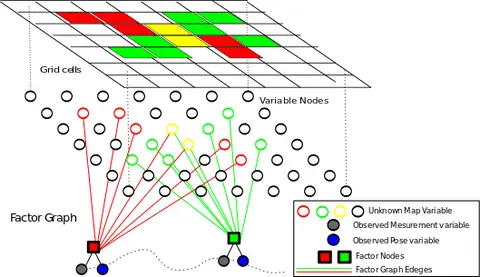 Grid cells
Variable Nodes
Factor Graph
Unknown Map Variable
Observed Mesurement variable
Observed Pose variable
Factor Nodes
Factor Graph Edeges